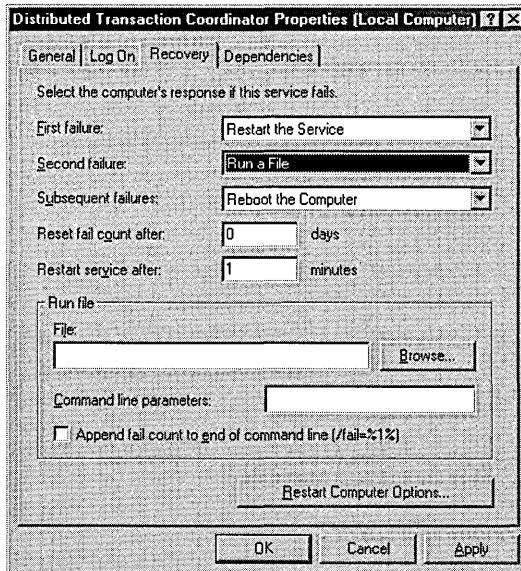 Distributed Transaction Coordinator Properties (Local Computer) ? ×
General Log On Recovery Dependencies
Select the computer's response if this service fails.
First failure: Restart the Service
Second failure: Run a File
Subsequent failures: Reboot the Computer
Reset fail count after: 0 days
Restart service after: 1 minutes
Run file
File:
Browse...
Command line parameters:
Append fail count to end of command line (/fail=%1%)
Restart Computer Options...
OK Cancel Apply